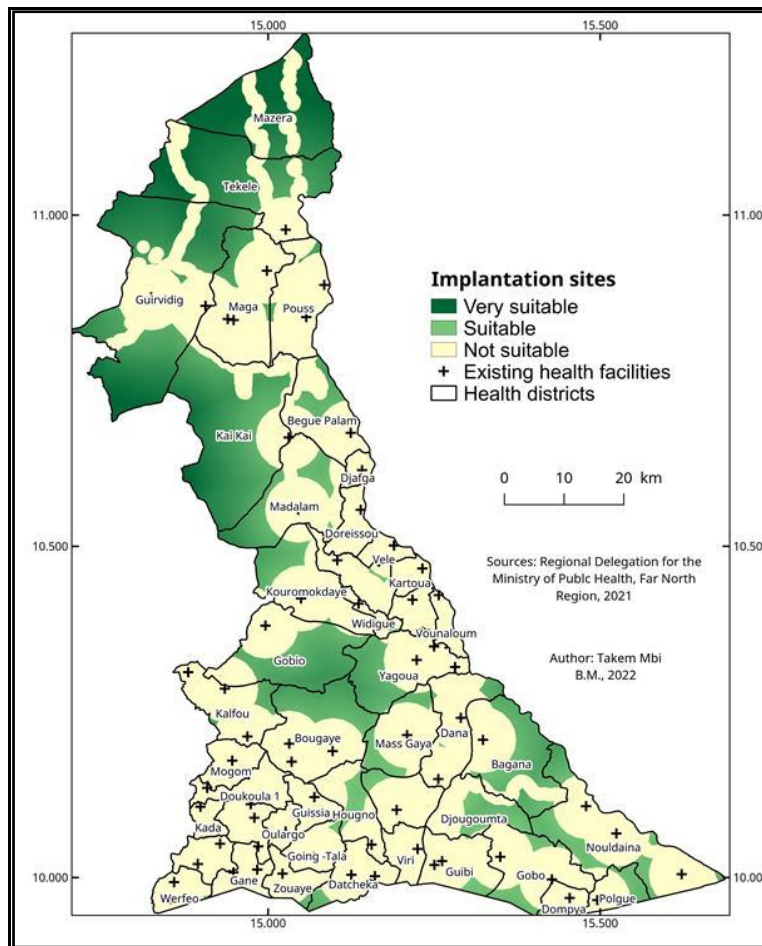 15.000
15.500
Mazera
Tekele
11.000
11.000
Guirvidig
Maga
Pouss
Implantation sites
Very suitable
Suitable
Not suitable
Existing health facilities
Health districts
Kai Kai
Begue Palam
Djafga
0 10 20 km
Madalam
Doreissou
10.500
10.500
Vele
Kartoua
Sources: Regional Delegation for the
Ministry of Publc Health, Far North
Region, 2021
Kouromokdaye
Widigue
Vounaloum
Gobio
Yagoua
Author: Takem Mbi
B.M., 2022
Kalfou
Bougaye
Mass Gaya
Dana
Bagana
Mogom
Doukoula 1
Guissia
Hougno
Djougoumta
Kada
Oulargo
Nouldaina
Going -Tala
Viri
Guibi
10.000
10.000
Gane
Zouaye
Datcheka
Gobo
Werfeo
Dompya
Polgue
15.000
15.500